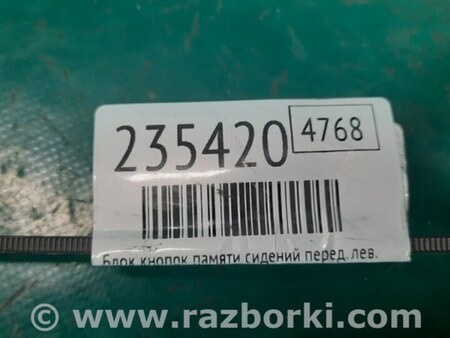 235420 4768
Блок кнопок памяти сидений перед. лев.
© www.razborki.com